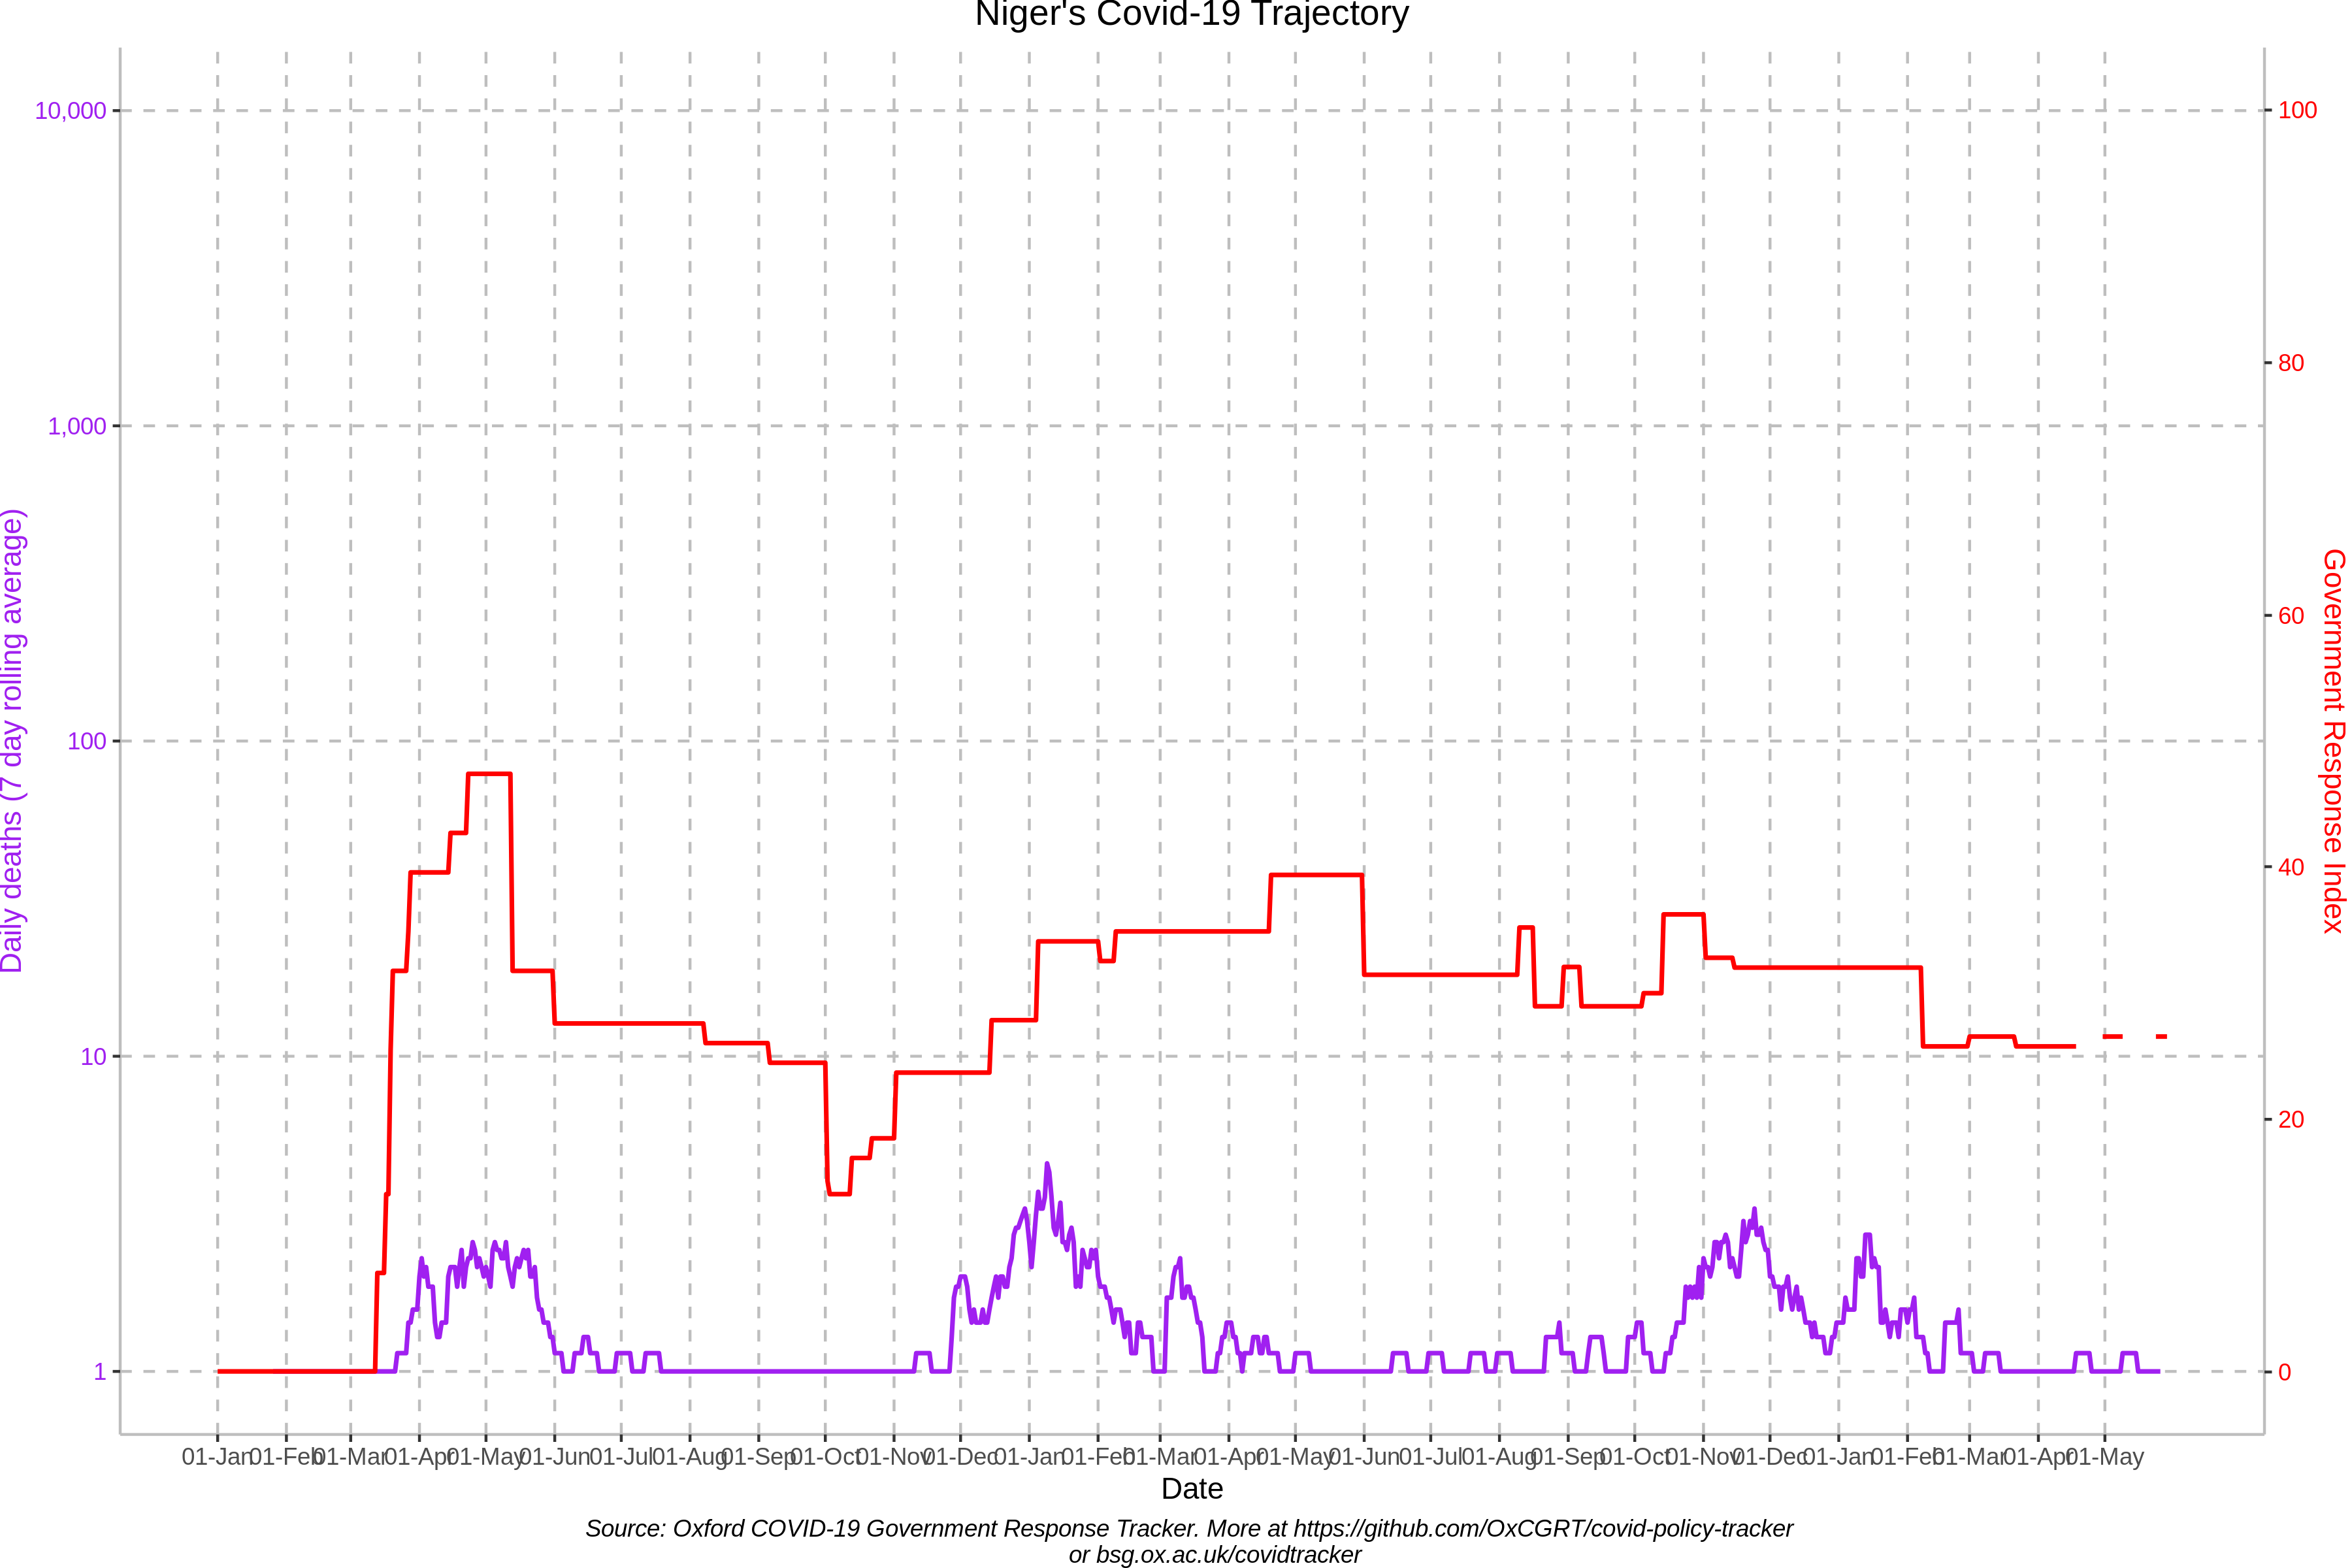 Niger's Covid-19 Trajectory
10,000
1,000
100
10
1
Daily deaths (7 day rolling average)
100
80
60
40
20
0
Government Response Index
01-Jan 01-Feb 01-Mar 01-Apr 01-May 01-Jun 01-Jul 01-Aug 01-Sep 01-Oct 01-Nov 01-Dec 01-Jan 01-Feb 01-Mar 01-Apr 01-May 01-Jun 01-Jul 01-Aug 01-Sep 01-Oct 01-Nov 01-Dec 01-Jan 01-Feb 01-Mar 01-Apr 01-May
Date
Source: Oxford COVID-19 Government Response Tracker. More at https://github.com/OxCGRT/covid-policy-tracker
or bsg.ox.ac.uk/covidtracker